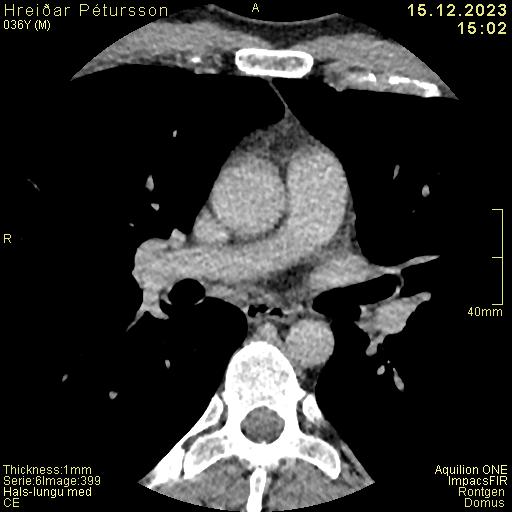 Hreiðar Pétursson
036Y (M)
A
15.12.2023
15:02
R
40mm
Thickness:1mm
Serie:6Image:399
Hals-lungu med
CE
Aquilion ONE
ImpacsFIR
Röntgen
Domus